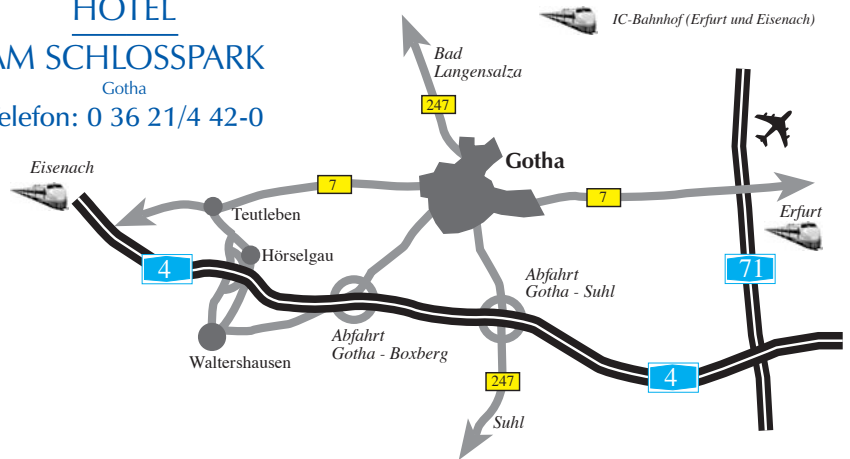 HOTEL
AM SCHLOSSPARK
Gotha
elefon: 0 36 21/4 42-0
IC-Bahnhof (Erfurt und Eisenach)
Bad
Langensalza
247
Gotha
Eisenach
7
7
Teutleben
Erfurt
Hörselgau
4
71
Abfahrt
Gotha - Suhl
Abfahrt
Gotha - Boxberg
Waltershausen
247
4
Suhl